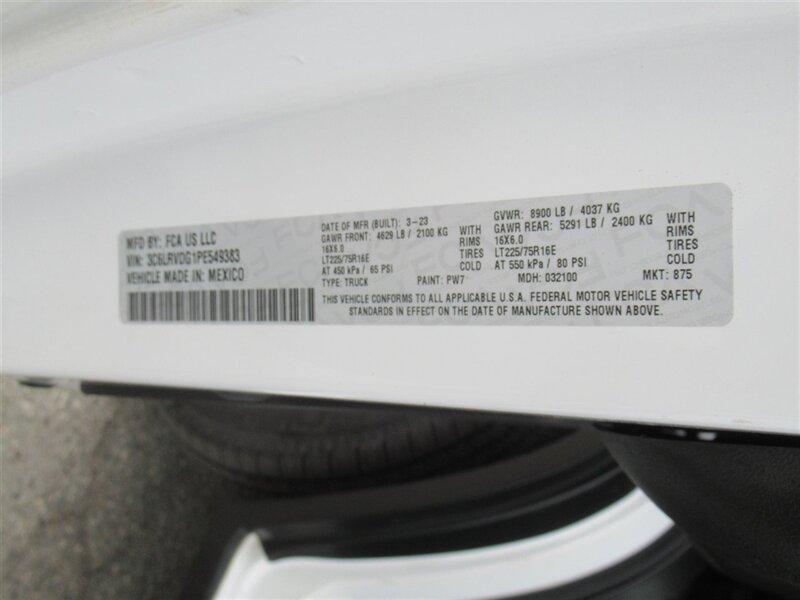 MFD BY: FCA US LLC
VIN: 3C6LRVDG1PE549383
VEHICLE MADE IN: MEXICO
DATE OF MFR (BUILT): 3-23
GAWR FRONT: 4629 LB / 2100 KG WITH
16X6.0 RIMS
LT225/75R16E TIRES
AT 450 kPa / 65 PSI COLD
TYPE: TRUCK PAINT: PW7
GVWR: 8900 LB / 4037 KG
GAWR REAR: 5291 LB / 2400 KG WITH
16X6.0 RIMS
LT225/75R16E TIRES
AT 550 kPa / 80 PSI COLD
MDH: 032100 MKT: 875
THIS VEHICLE CONFORMS TO ALL APPLICABLE U.S.A. FEDERAL MOTOR VEHICLE SAFETY
STANDARDS IN EFFECT ON THE DATE OF MANUFACTURE SHOWN ABOVE.